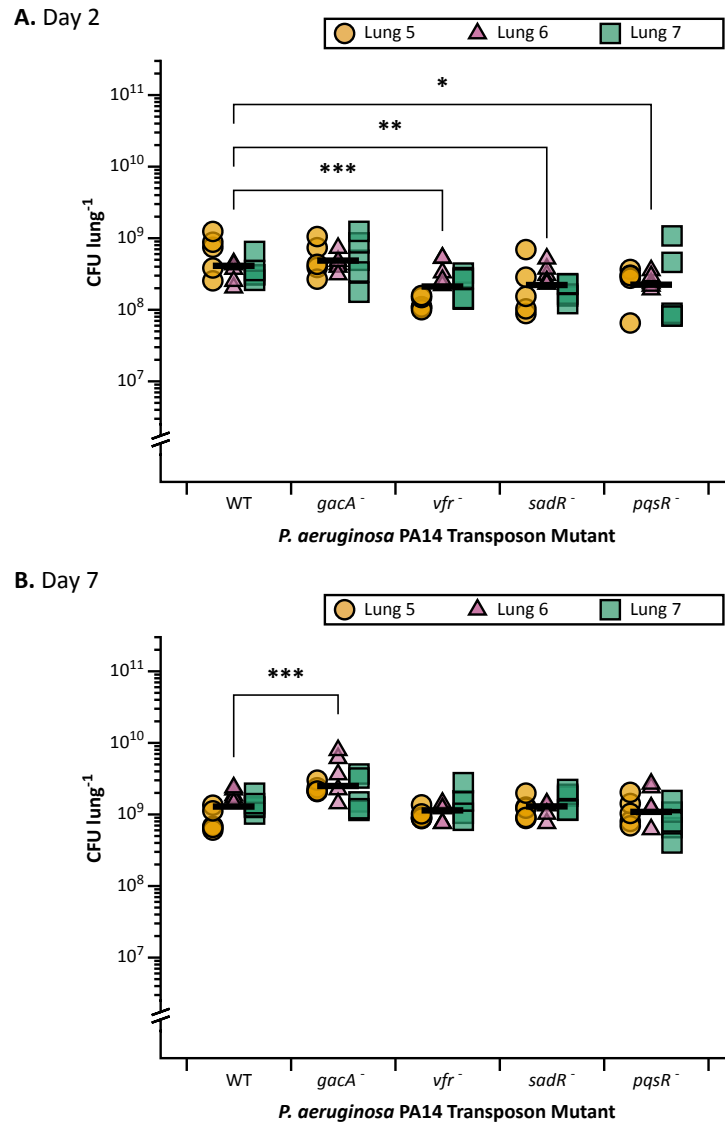 A. Day 2
Lung 5 Lung 6 Lung 7
CFU lung⁻¹
10¹¹
10¹⁰
10⁹
10⁸
10⁷
*
**
***
WT gacA⁻ vfr⁻ sadR⁻ pqsR⁻
P. aeruginosa PA14 Transposon Mutant
B. Day 7
Lung 5 Lung 6 Lung 7
CFU lung⁻¹
10¹¹
10¹⁰
10⁹
10⁸
10⁷
***
WT gacA⁻ vfr⁻ sadR⁻ pqsR⁻
P. aeruginosa PA14 Transposon Mutant